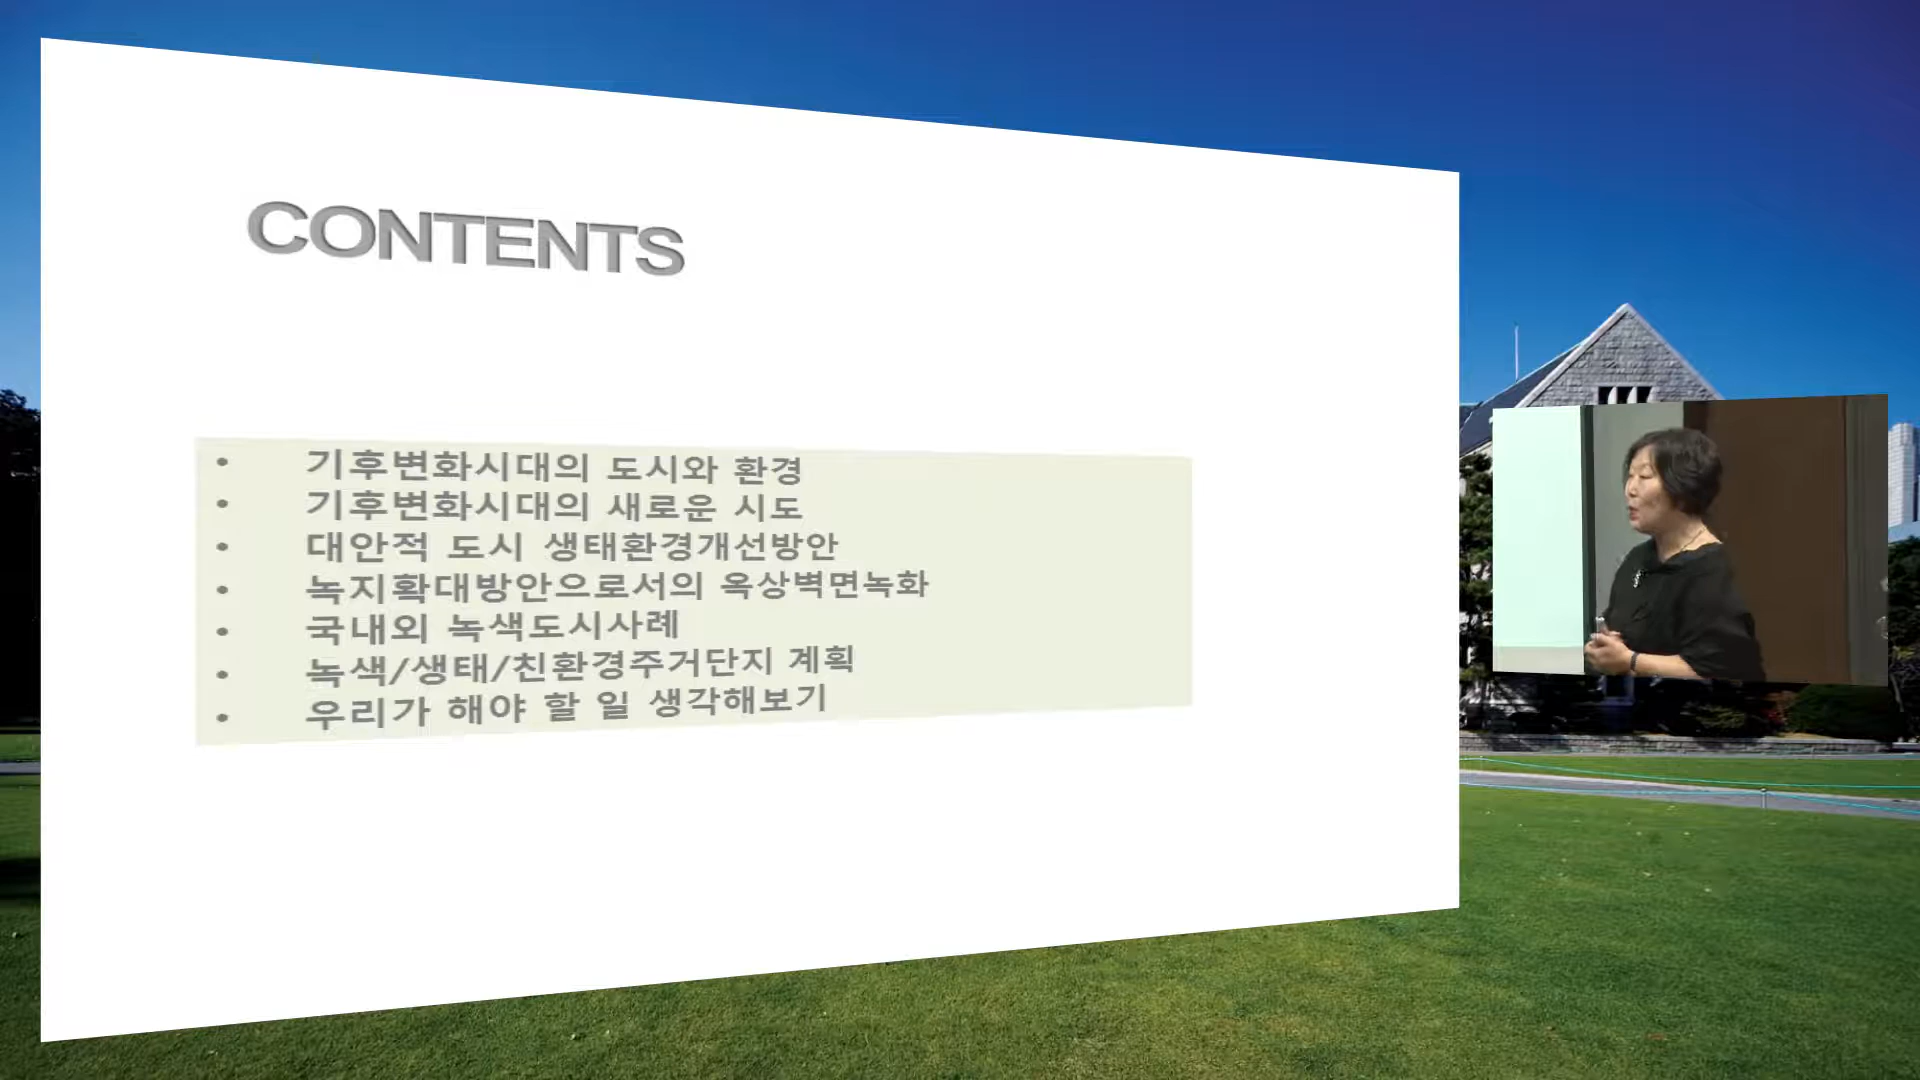 CONTENTS
• 기후변화시대의 도시와 환경
• 기후변화시대의 새로운 시도
• 대안적 도시 생태환경개선방안
• 녹지확대방안으로서의 옥상벽면녹화
• 국내외 녹색도시사례
• 녹색/생태/친환경주거단지 계획
• 우리가 해야 할 일 생각해보기